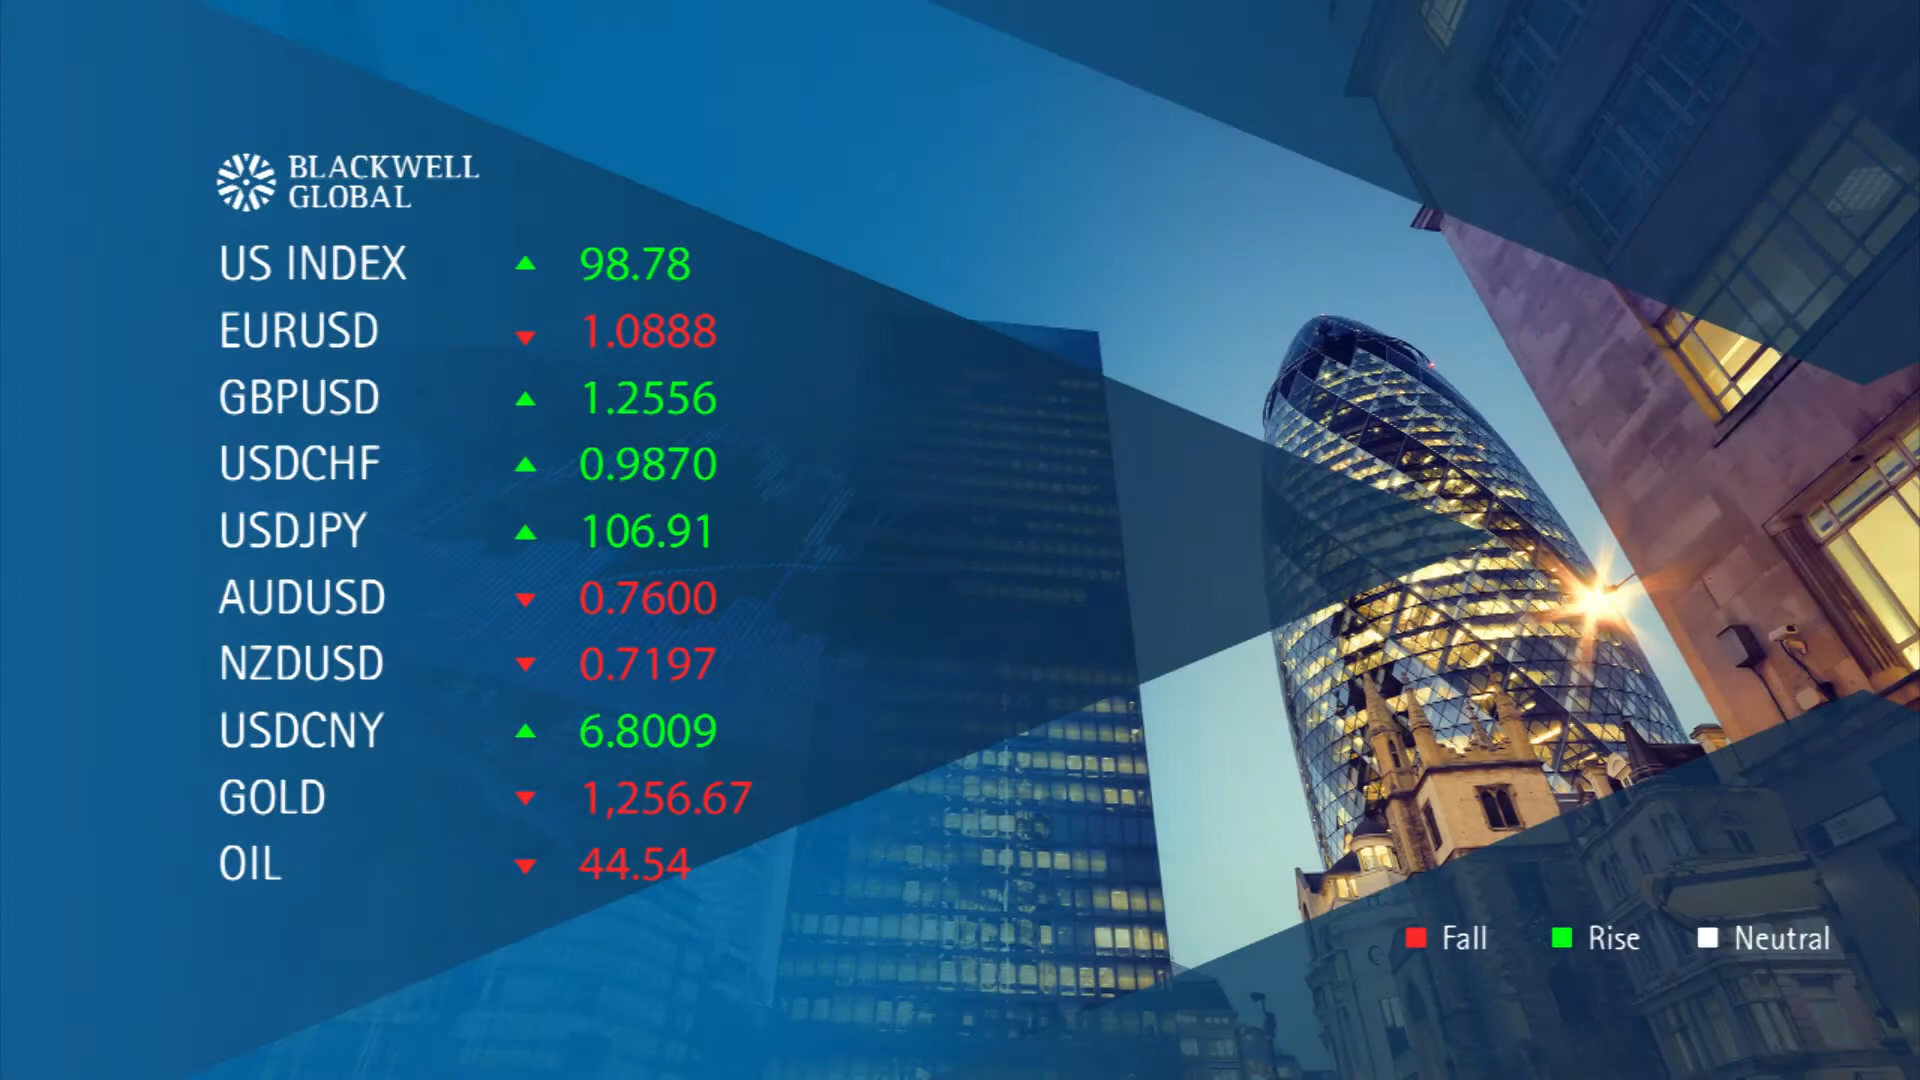 BLACKWELL
GLOBAL
US INDEX ▲ 98.78
EURUSD ▼ 1.0888
GBPUSD ▲ 1.2556
USDCHF ▲ 0.9870
USDJPY ▲ 106.91
AUDUSD ▼ 0.7600
NZDUSD ▼ 0.7197
USDCNY ▲ 6.8009
GOLD ▼ 1,256.67
OIL ▼ 44.54
Fall Rise Neutral